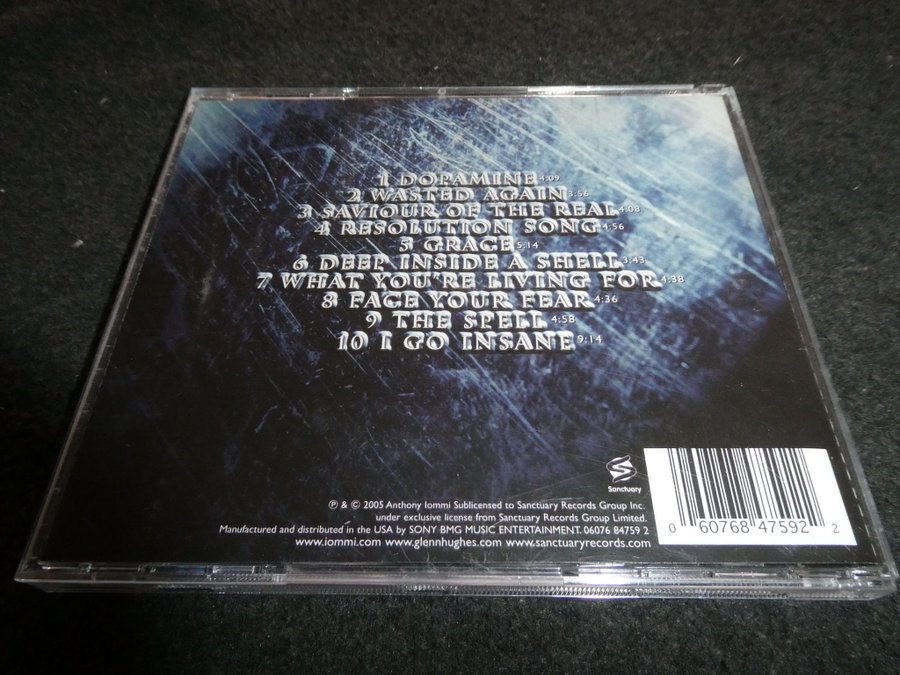 1 DOPAMINE 4:09
2 WASTED AGAIN 3:56
3 SAVIOUR OF THE REAL 4:08
4 RESOLUTION SONG 4:56
5 GRACE 5:14
6 DEEP INSIDE A SHELL 3:43
7 WHAT YOU'RE LIVING FOR 4:38
8 FACE YOUR FEAR 4:36
9 THE SPELL 4:58
10 I GO INSANE 9:14
Sanctuary
℗ & © 2005 Anthony Iommi Sublicensed to Sanctuary Records Group Inc.
under exclusive license from Sanctuary Records Group Limited.
Manufactured and distributed in the USA by SONY BMG MUSIC ENTERTAINMENT. 06076 84759 2
www.iommi.com www.glennhughes.com www.sanctuaryrecords.com
0 60768 47592 2